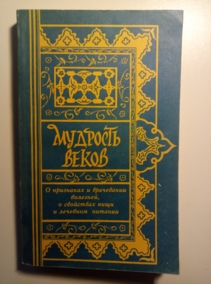 МУДРОСТЬ
ВЕКОВ
О признаках и врачевании
болезней,
о свойствах пищи
и лечебном питании